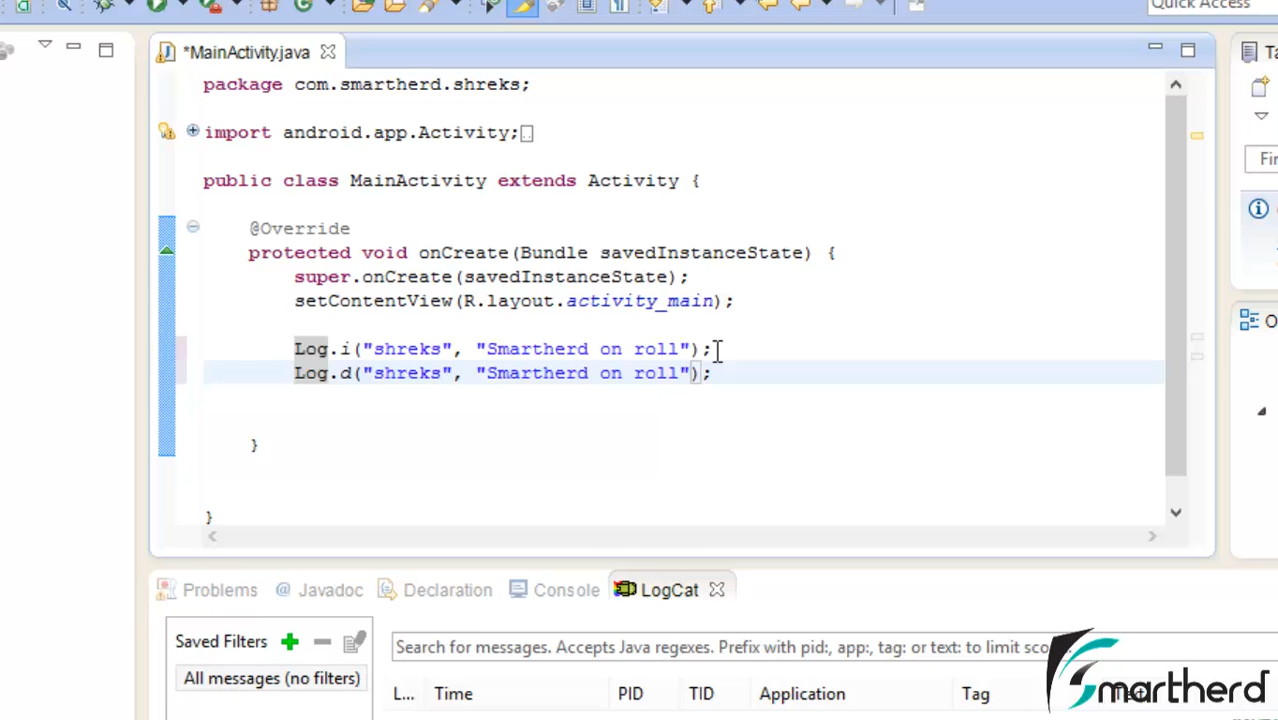 Quick Access
*MainActivity.java
package com.smartherd.shreks;
import android.app.Activity;
public class MainActivity extends Activity {
@Override
protected void onCreate(Bundle savedInstanceState) {
super.onCreate(savedInstanceState);
setContentView(R.layout.activity_main);
Log.i("shreks", "Smartherd on roll");
Log.d("shreks", "Smartherd on roll");
}
}
Problems @ Javadoc Declaration Console LogCat
Saved Filters
All messages (no filters)
Search for messages. Accepts Java regexes. Prefix with pid:, app:, tag: or text: to limit
L... Time PID TID Application Tag
Smartherd